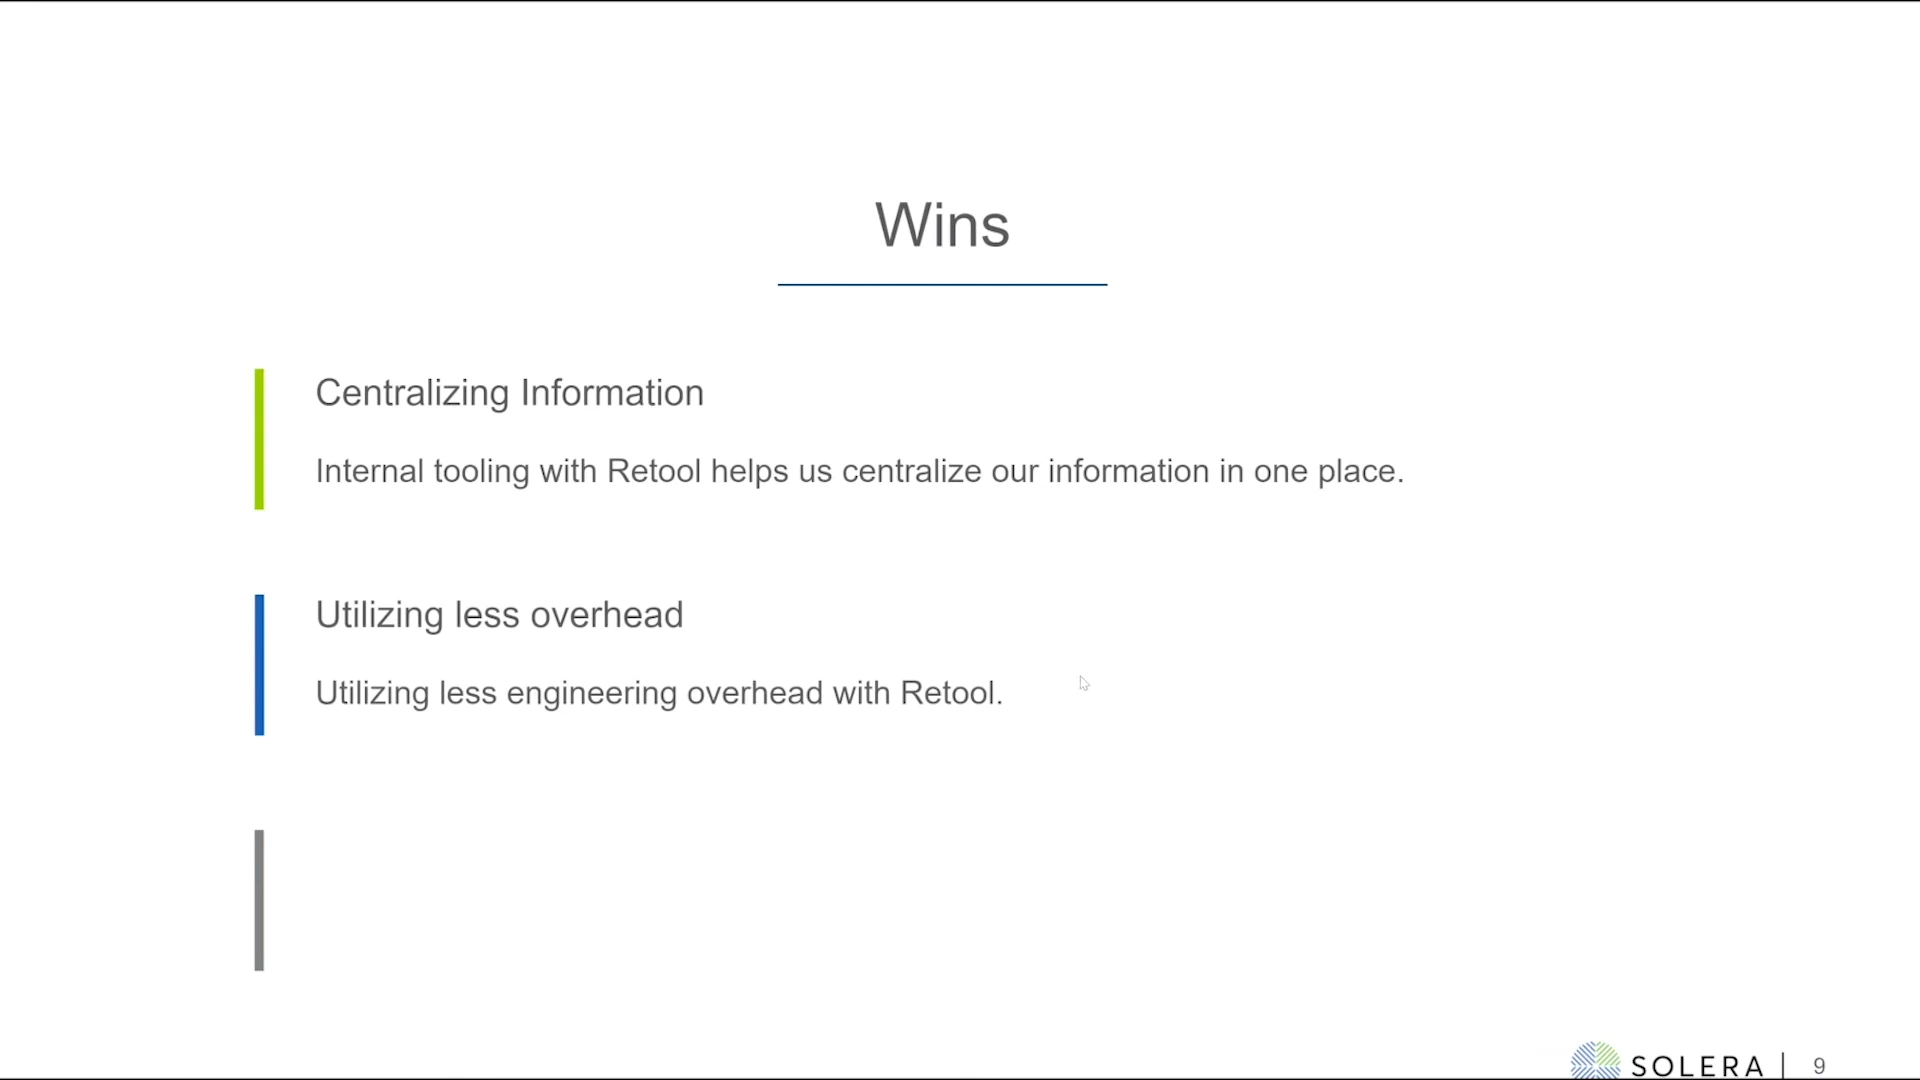 Wins
Centralizing Information
Internal tooling with Retool helps us centralize our information in one place.
Utilizing less overhead
Utilizing less engineering overhead with Retool.
SOLERA | 9